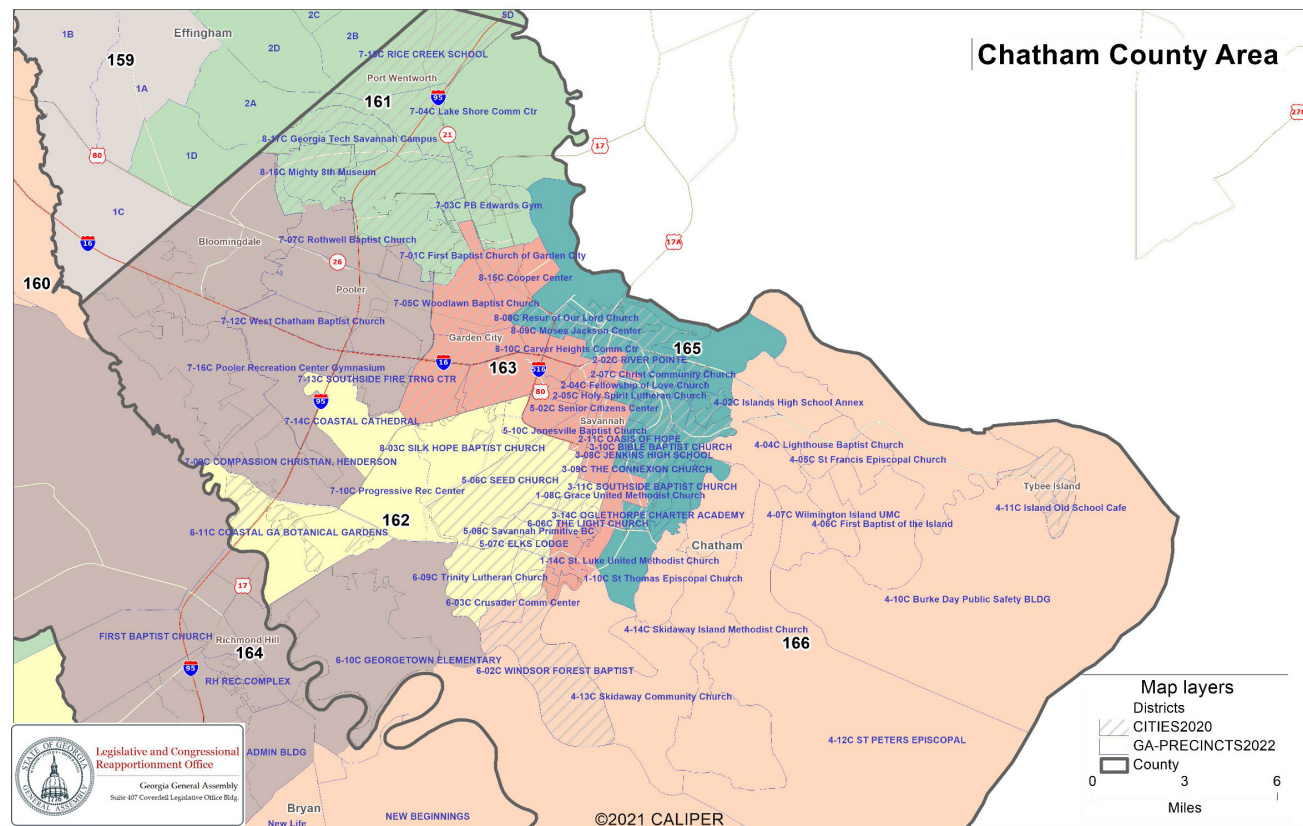 Chatham County Area
1B
Effingham
2C
5D
2D
2B
159
7-15C RICE CREEK SCHOOL
Port Wentworth
1A
161
95
2A
7-04C Lake Shore Comm Ctr
27
21
80
8-17C Georgia Tech Savannah Campus
17
1D
8-16C Mighty 8th Museum
7-03C PB Edwards Gym
1C
16
Bloomingdale
7-07C Rothwell Baptist Church
17A
26
7-01C First Baptist Church of Garden City
160
Pooler
8-15C Cooper Center
7-05C Woodlawn Baptist Church
7-12C West Chatham Baptist Church
8-08C Resur of Our Lord Church
8-09C Moses Jackson Center
Garden City
8-10C Carver Heights Comm Ctr
165
16
163
516
2-02C RIVER POINTE
7-16C Pooler Recreation Center Gymnasium
7-13C SOUTHSIDE FIRE TRNG CTR
2-07C Christ Community Church
80
2-04C Fellowship of Love Church
2-05C Holy Spirit Lutheran Church
95
5-02C Senior Citizens Center
4-02C Islands High School Annex
7-14C COASTAL CATHEDRAL
Savannah
5-10C Jonesville Baptist Church
2-11C OASIS OF HOPE
8-03C SILK HOPE BAPTIST CHURCH
3-10C BIBLE BAPTIST CHURCH
4-04C Lighthouse Baptist Church
3-08C JENKINS HIGH SCHOOL
4-05C St Francis Episcopal Church
7-09C COMPASSION CHRISTIAN, HENDERSON
3-09C THE CONNEXION CHURCH
5-06C SEED CHURCH
3-11C SOUTHSIDE BAPTIST CHURCH
Tybee Island
7-10C Progressive Rec Center
1-08C Grace United Methodist Church
4-11C Island Old School Cafe
162
3-14C OGLETHORPE CHARTER ACADEMY
4-07C Wilmington Island UMC
6-06C THE LIGHT CHURCH
4-06C First Baptist of the Island
6-11C COASTAL GA BOTANICAL GARDENS
5-08C Savannah Primitive BC
5-07C ELKS LODGE
Chatham
1-14C St. Luke United Methodist Church
6-09C Trinity Lutheran Church
1-10C St Thomas Episcopal Church
17
6-03C Crusader Comm Center
4-10C Burke Day Public Safety BLDG
4-14C Skidaway Island Methodist Church
FIRST BAPTIST CHURCH
Richmond Hill
166
164
6-10C GEORGETOWN ELEMENTARY
95
6-02C WINDSOR FOREST BAPTIST
RH REC COMPLEX
4-13C Skidaway Community Church
4-12C ST PETERS EPISCOPAL
ADMIN BLDG
Bryan
NEW BEGINNINGS
New Life
Map layers
Districts
CITIES2020
GA-PRECINCTS2022
County
0 3 6
Miles
STATE OF GEORGIA
GENERAL ASSEMBLY
1776
Legislative and Congressional
Reapportionment Office
Georgia General Assembly
Suite 407 Coverdell Legislative Office Bldg.
©2021 CALIPER